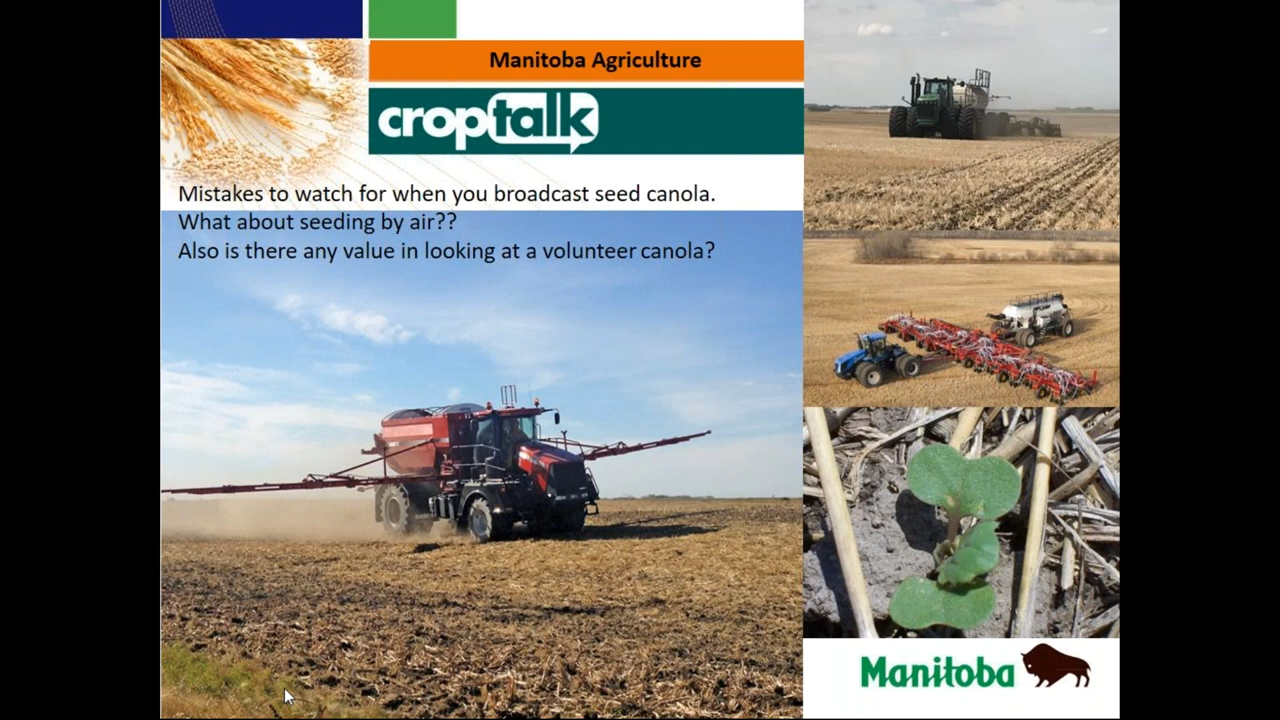 Manitoba Agriculture
croptalk
Mistakes to watch for when you broadcast seed canola.
What about seeding by air??
Also is there any value in looking at a volunteer canola?
Manitoba